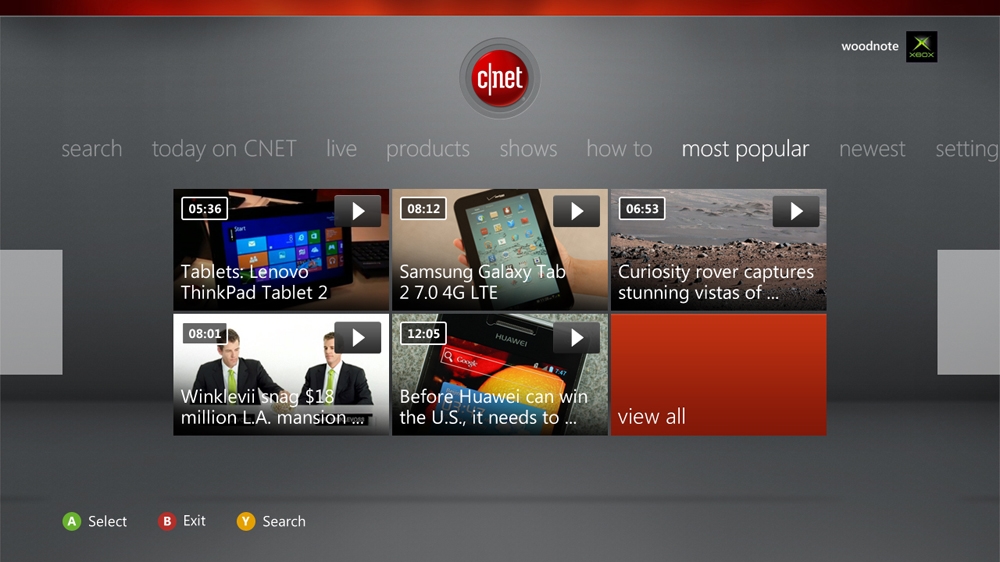 woodnote
XBOX
c|net
search today on CNET live products shows how to most popular newest setting
05:36
Start
Tablets: Lenovo
ThinkPad Tablet 2
08:12
Samsung Galaxy Tab
2 7.0 4G LTE
06:53
Curiosity rover captures
stunning vistas of ...
08:01
Winklevii snag $18
million L.A. mansion ...
12:05
HUAWEI
Google
Before Huawei can win
the U.S., it needs to ...
view all
A Select B Exit Y Search